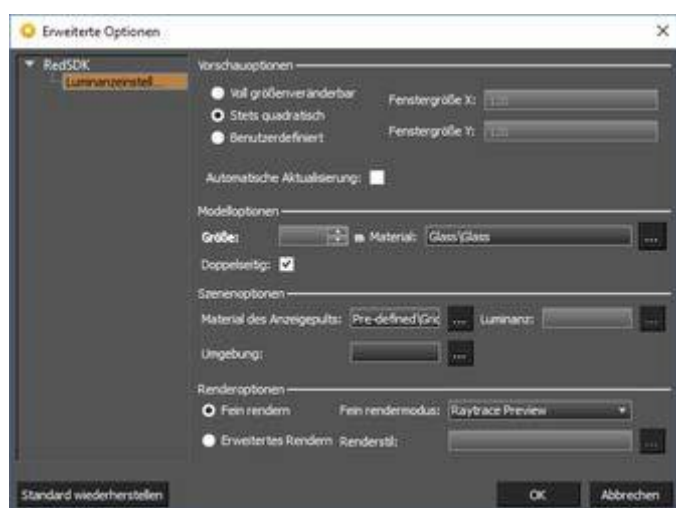 Erweiterte Optionen
RedSDK
Luminanzeinstell...
Vorschauoptionen
Voll größenveränderbar
Stets quadratisch
Benutzerdefiniert
Fenstergröße X: 128
Fenstergröße Y: 128
Automatische Aktualisierung:
Modelloptionen
Größe: m Material: Glass\Glass ...
Doppelseitig:
Szenenoptionen
Material des Anzeigepults: Pre-defined\Gric ... Luminanz: ...
Umgebung: ...
Renderoptionen
Fein rendern Fein rendermodus: Raytrace Preview
Erweitertes Rendern Renderstil: ...
Standard wiederherstellen OK Abbrechen